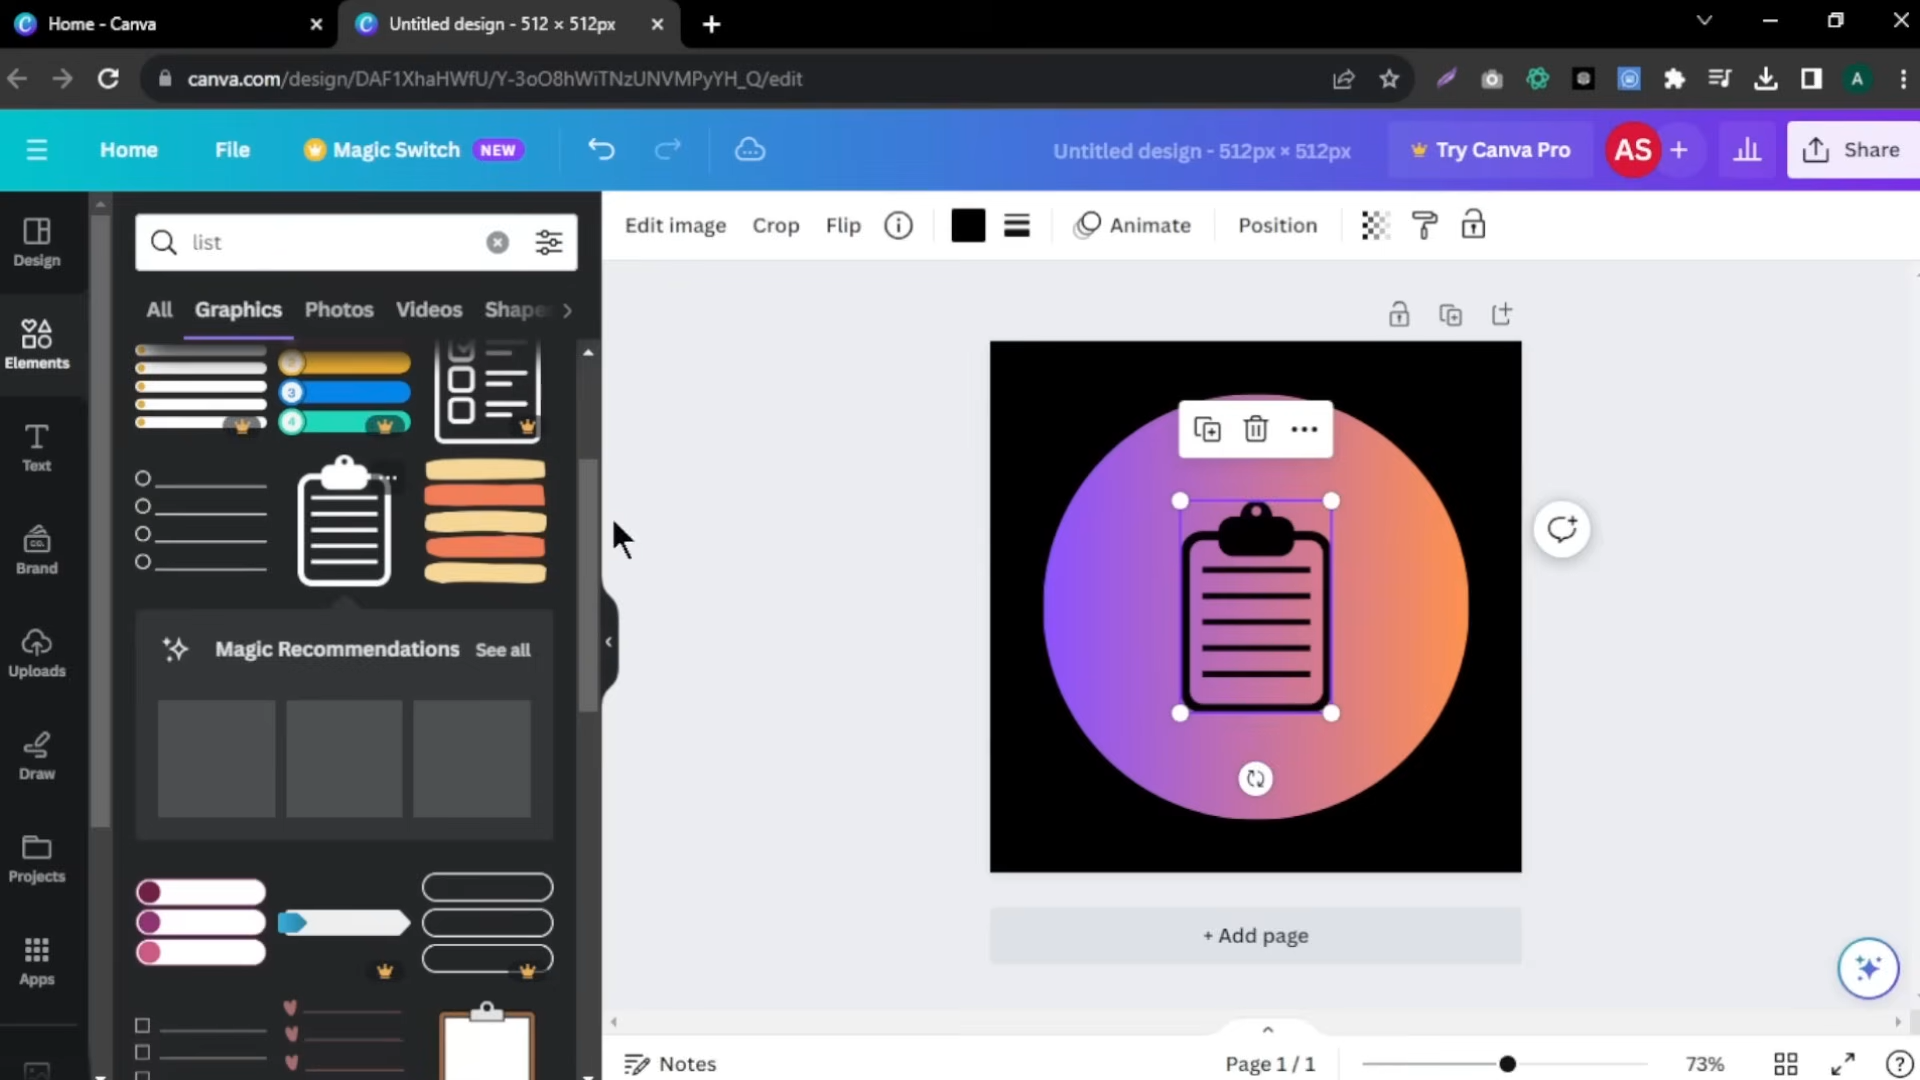 Home - Canva
Untitled design - 512 × 512px
canva.com/design/DAF1XhaHWfU/Y-3oO8hWiTNzUNVMPyYH_Q/edit
A
Home
File
Magic Switch
NEW
Untitled design - 512px × 512px
Try Canva Pro
AS
+
Share
Design
Elements
Text
Brand
Uploads
Draw
Projects
Apps
list
All
Graphics
Photos
Videos
Shapes
3
4
Magic Recommendations
See all
Edit image
Crop
Flip
Animate
Position
+ Add page
Notes
Page 1 / 1
73%